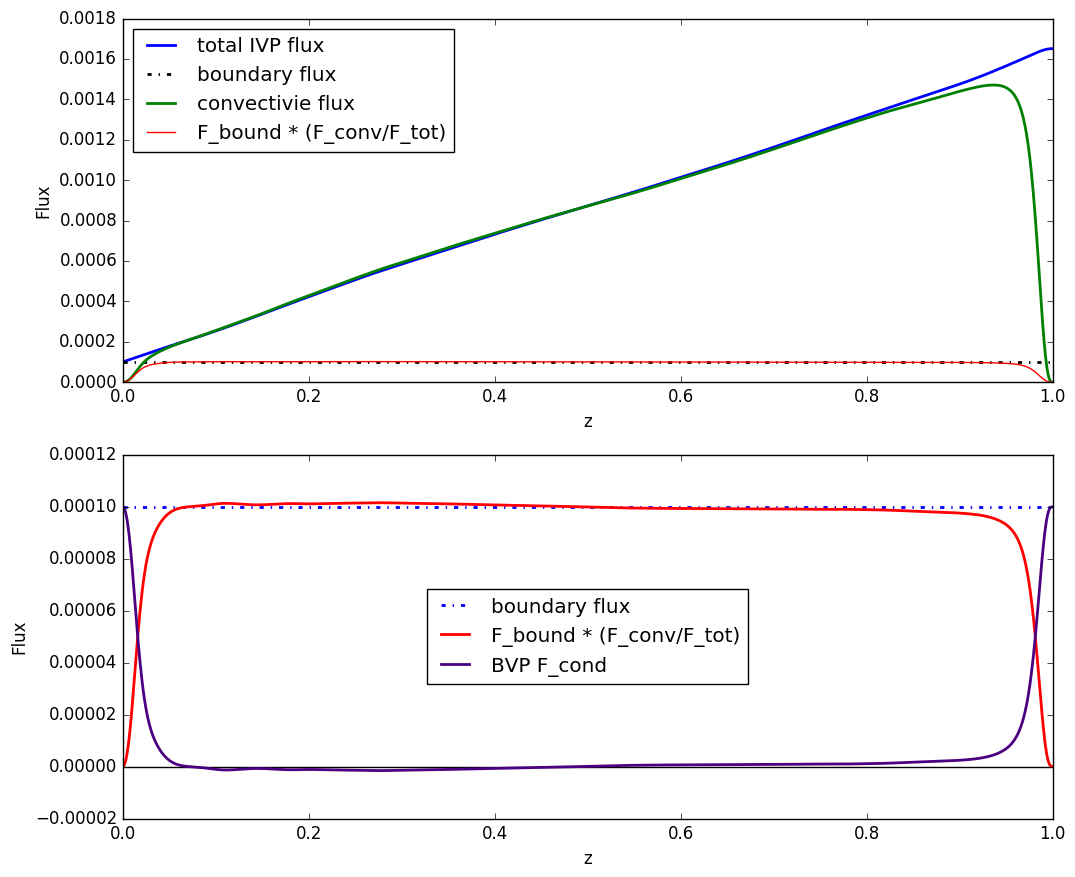 0.0018
0.0016
0.0014
0.0012
0.0010
0.0008
0.0006
0.0004
0.0002
0.0000
Flux
total IVP flux
boundary flux
convectivie flux
F_bound * (F_conv/F_tot)
0.0 0.2 0.4 0.6 0.8 1.0
z
0.00012
0.00010
0.00008
0.00006
0.00004
0.00002
0.00000
−0.00002
Flux
boundary flux
F_bound * (F_conv/F_tot)
BVP F_cond
0.0 0.2 0.4 0.6 0.8 1.0
z